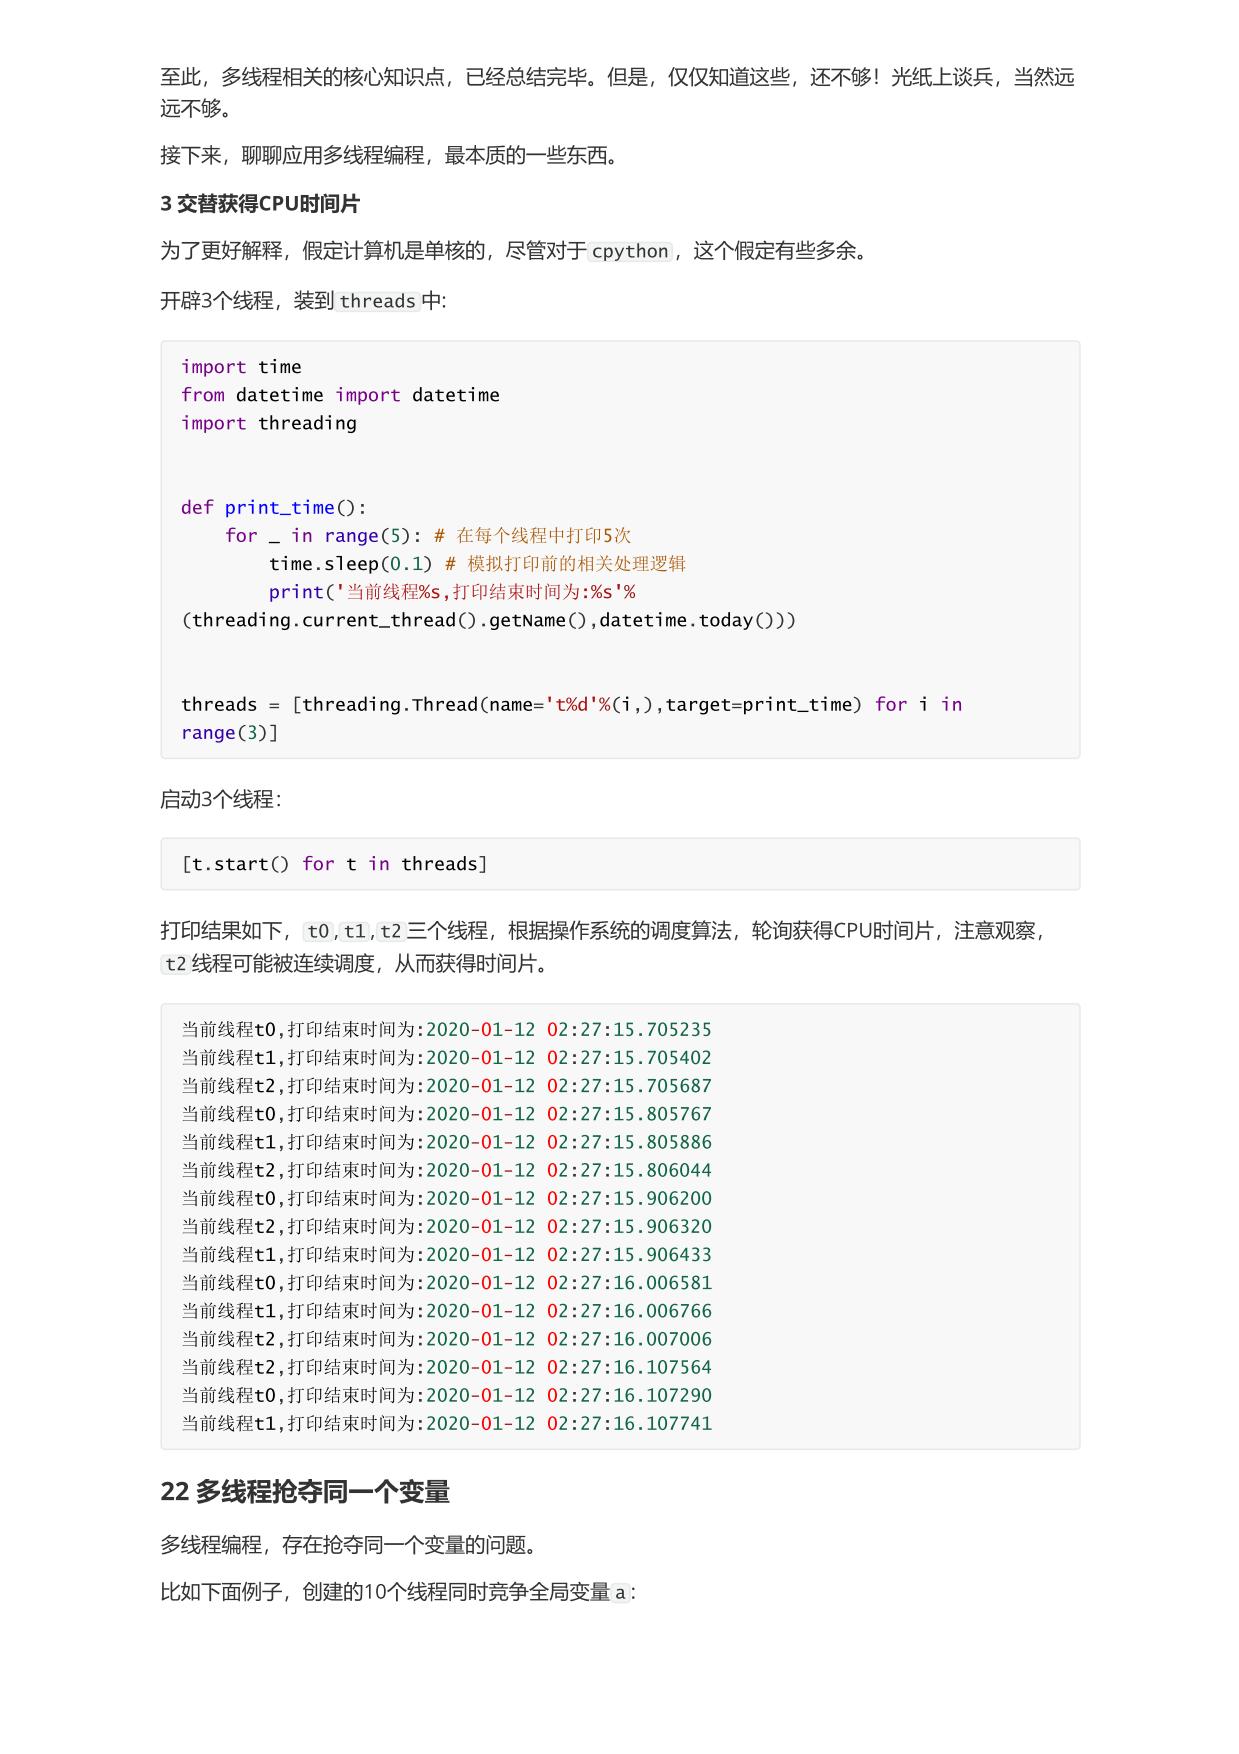 至此，多线程相关的核心知识点，已经总结完毕。但是，仅仅知道这些，还不够！光纸上谈兵，当然远
远不够。
接下来，聊聊应用多线程编程，最本质的一些东西。
3 交替获得CPU时间片
为了更好解释，假定计算机是单核的，尽管对于 cpython ，这个假定有些多余。
开辟3个线程，装到 threads 中:
import time
from datetime import datetime
import threading
def print_time():
    for _ in range(5): # 在每个线程中打印5次
        time.sleep(0.1) # 模拟打印前的相关处理逻辑
        print('当前线程%s,打印结束时间为:%s'%
(threading.current_thread().getName(),datetime.today()))
threads = [threading.Thread(name='t%d'%(i,),target=print_time) for i in
range(3)]
启动3个线程：
[t.start() for t in threads]
打印结果如下， t0 , t1 , t2 三个线程，根据操作系统的调度算法，轮询获得CPU时间片，注意观察，
t2 线程可能被连续调度，从而获得时间片。
当前线程t0,打印结束时间为:2020-01-12 02:27:15.705235
当前线程t1,打印结束时间为:2020-01-12 02:27:15.705402
当前线程t2,打印结束时间为:2020-01-12 02:27:15.705687
当前线程t0,打印结束时间为:2020-01-12 02:27:15.805767
当前线程t1,打印结束时间为:2020-01-12 02:27:15.805886
当前线程t2,打印结束时间为:2020-01-12 02:27:15.806044
当前线程t0,打印结束时间为:2020-01-12 02:27:15.906200
当前线程t2,打印结束时间为:2020-01-12 02:27:15.906320
当前线程t1,打印结束时间为:2020-01-12 02:27:15.906433
当前线程t0,打印结束时间为:2020-01-12 02:27:16.006581
当前线程t1,打印结束时间为:2020-01-12 02:27:16.006766
当前线程t2,打印结束时间为:2020-01-12 02:27:16.007006
当前线程t2,打印结束时间为:2020-01-12 02:27:16.107564
当前线程t0,打印结束时间为:2020-01-12 02:27:16.107290
当前线程t1,打印结束时间为:2020-01-12 02:27:16.107741
22 多线程抢夺同一个变量
多线程编程，存在抢夺同一个变量的问题。
比如下面例子，创建的10个线程同时竞争全局变量 a :